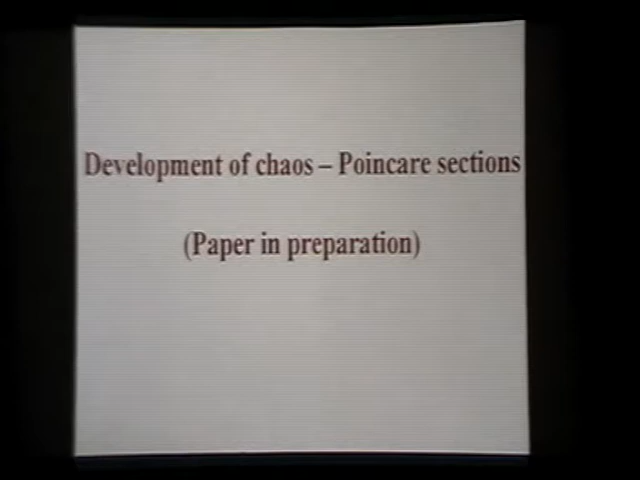 Development of chaos – Poincare sections
(Paper in preparation)